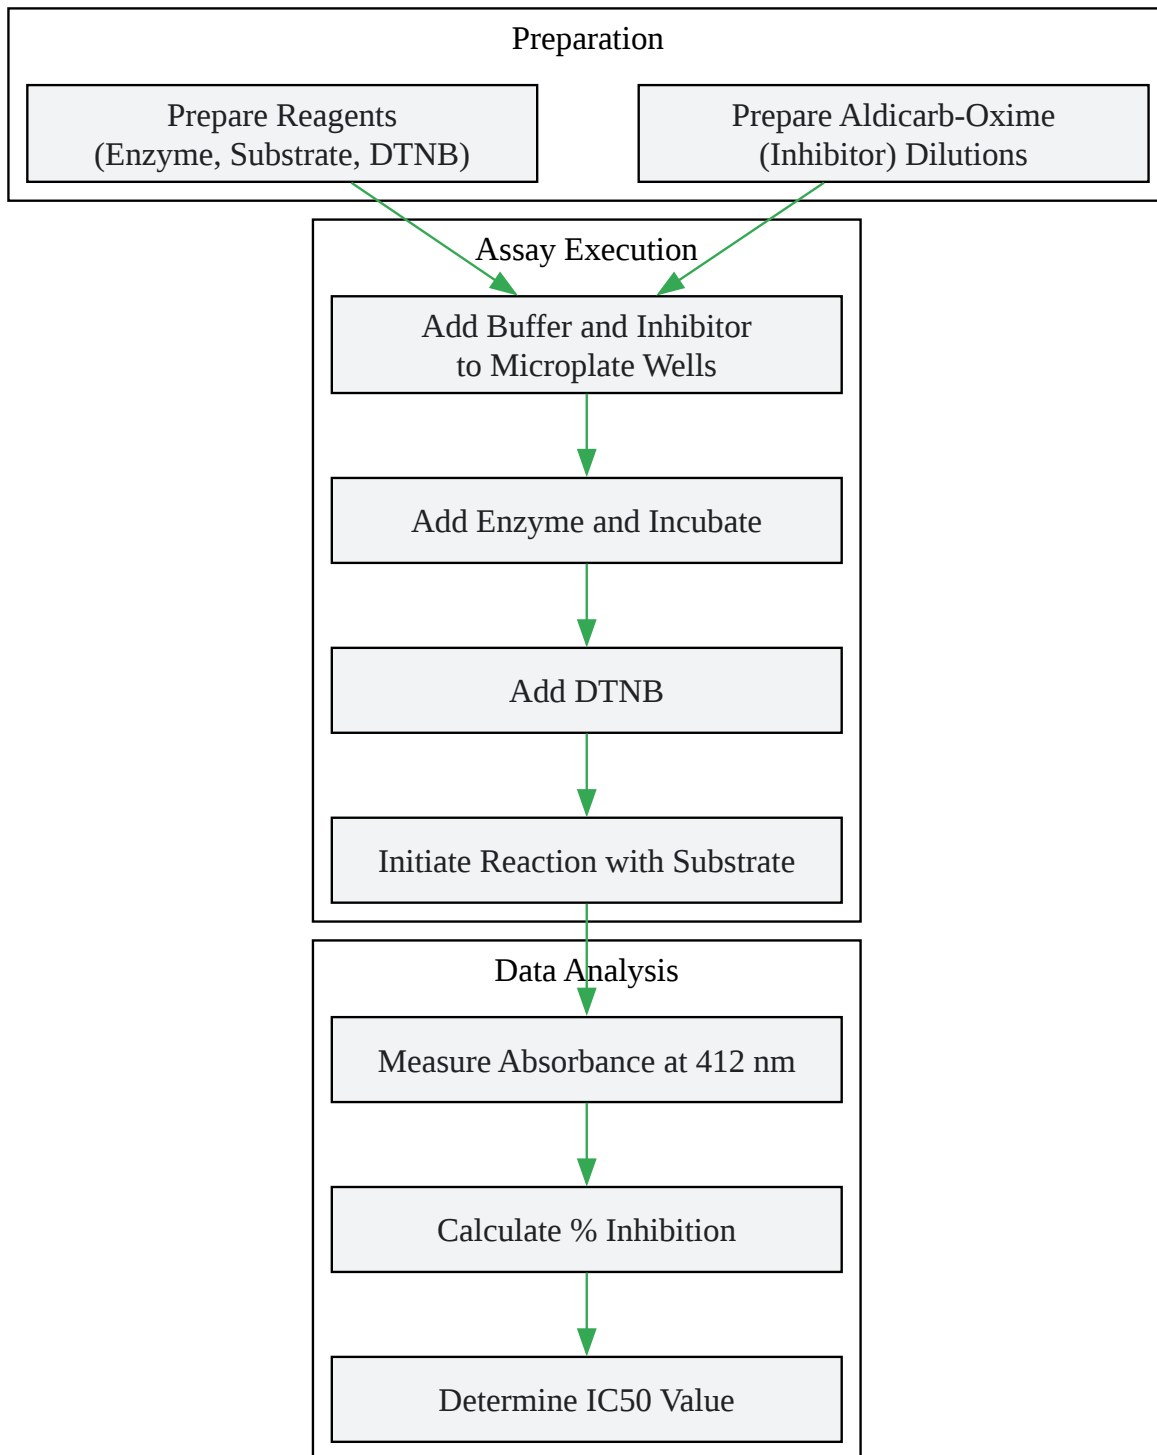 Preparation
Prepare Reagents
(Enzyme, Substrate, DTNB)
Prepare Aldicarb-Oxime
(Inhibitor) Dilutions
Assay Execution
Add Buffer and Inhibitor
to Microplate Wells
Add Enzyme and Incubate
Add DTNB
Initiate Reaction with Substrate
Data Analysis
Measure Absorbance at 412 nm
Calculate % Inhibition
Determine IC50 Value